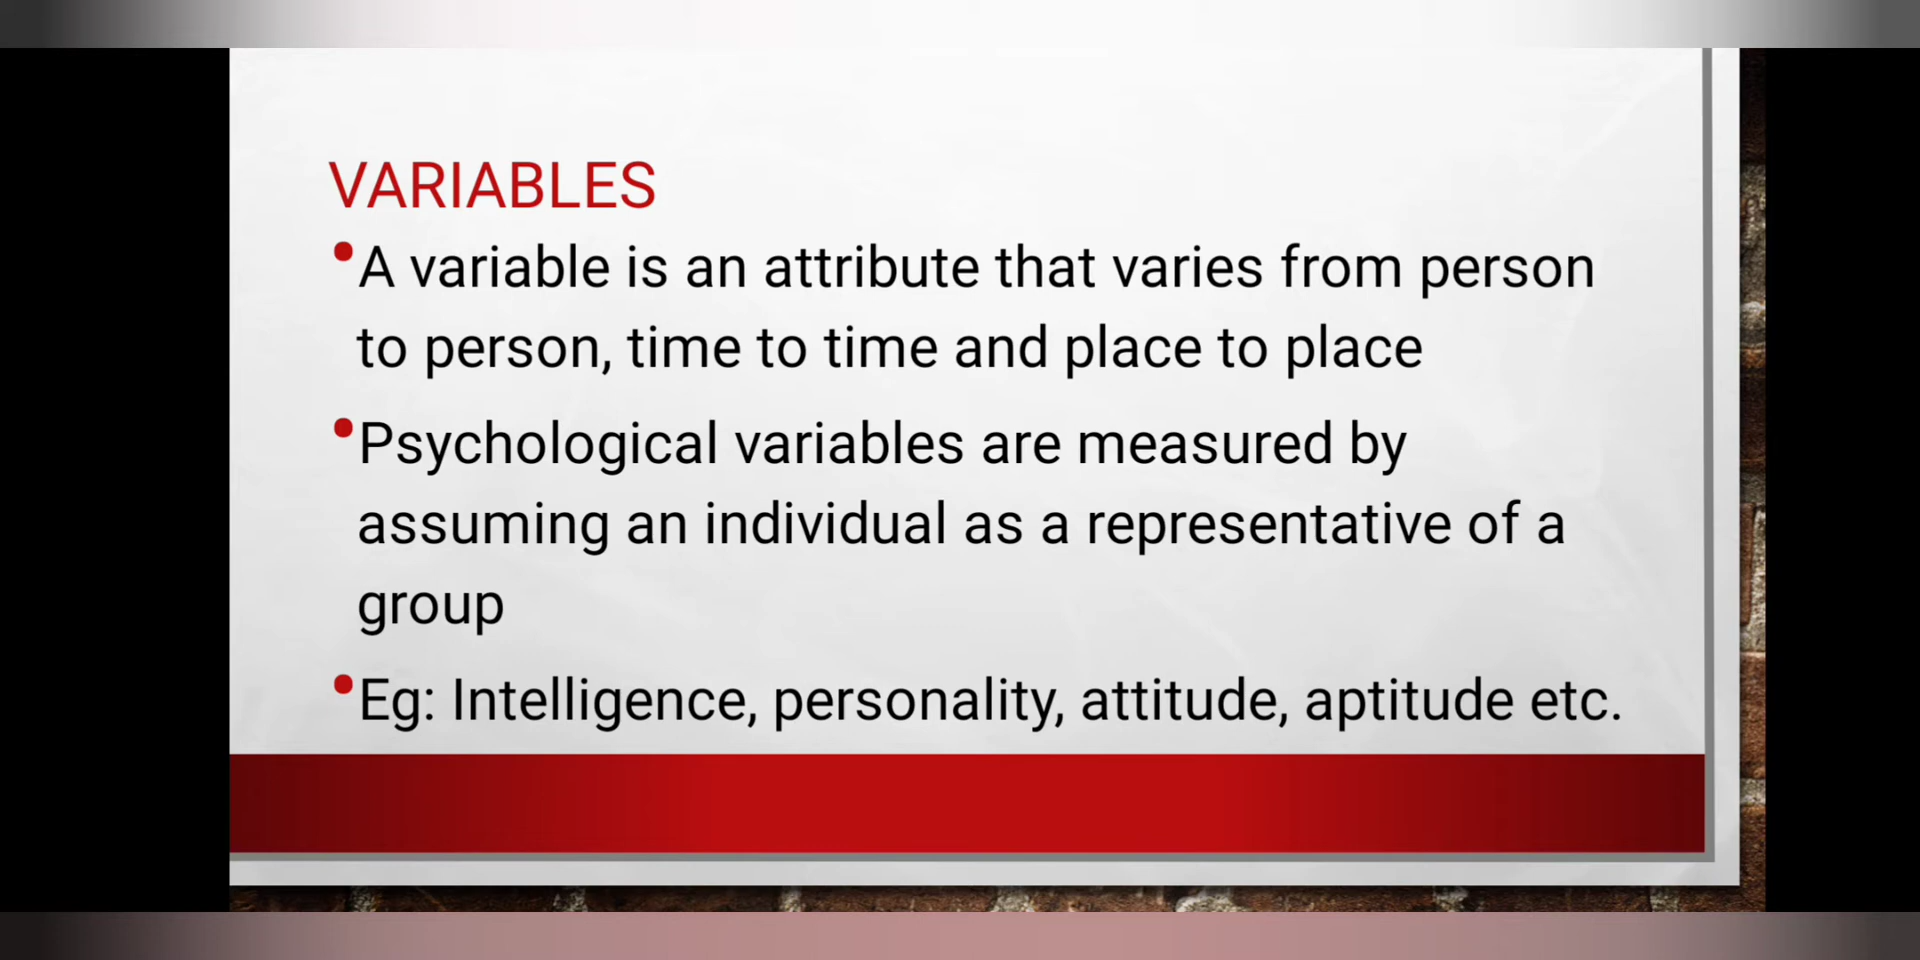 VARIABLES
•A variable is an attribute that varies from person
to person, time to time and place to place
•Psychological variables are measured by
assuming an individual as a representative of a
group
•Eg: Intelligence, personality, attitude, aptitude etc.